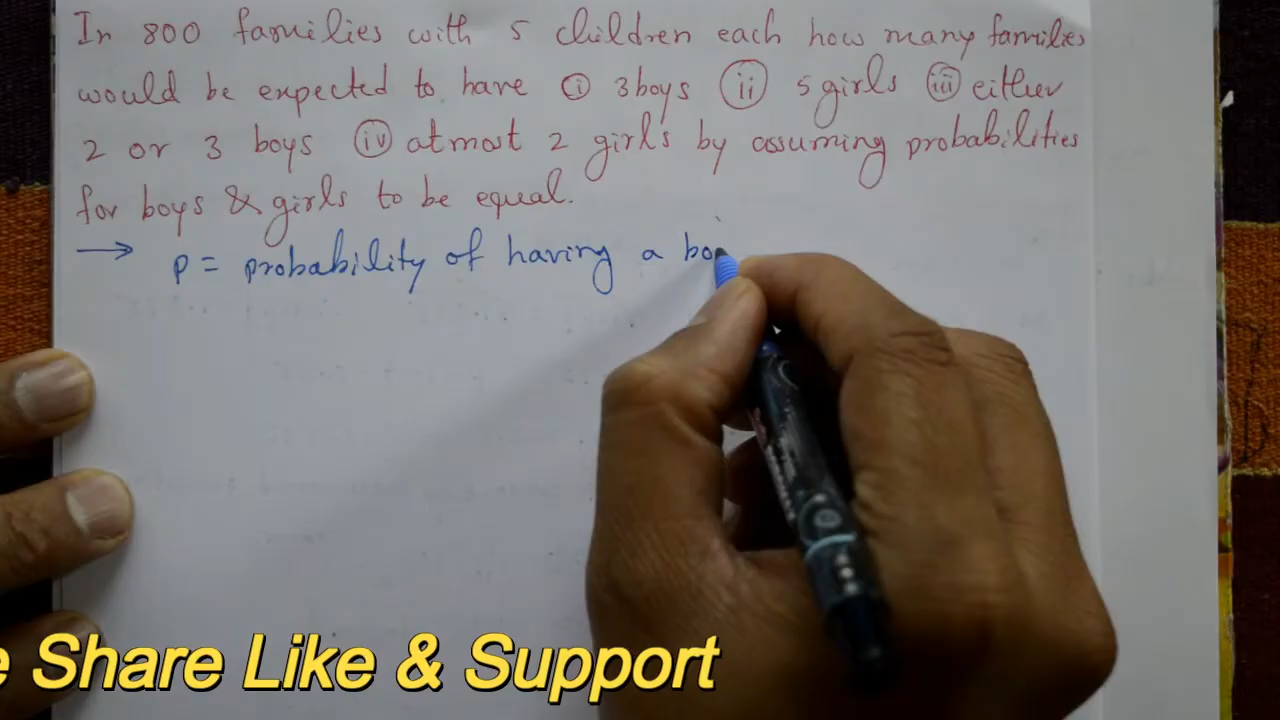 In 800 families with 5 children each how many families
would be expected to have (i) 3 boys (ii) 5 girls (iii) either
2 or 3 boys (iv) atmost 2 girls by assuming probabilities
for boys & girls to be equal.
→ p = probability of having a bo
e Share Like & Support